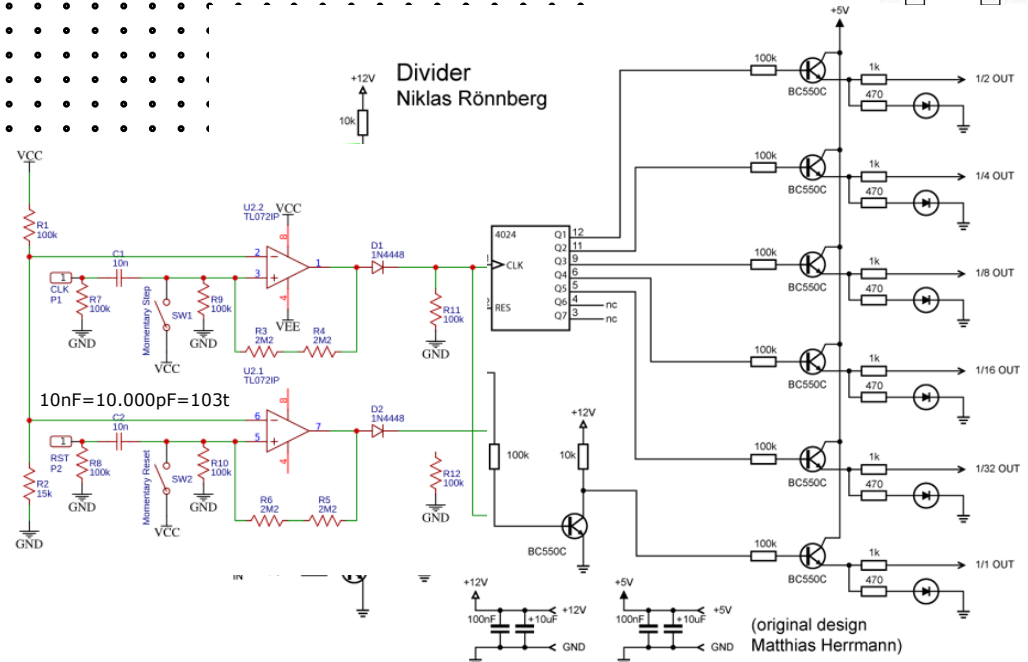 +5V
+12V
Divider
Niklas Rönnberg
10k
100k
BC550C
1k
470
1/2 OUT
VCC
R1
100k
U2.2
TL072IP
VCC
8
2
3
1
4
VEE
C1
10n
1
CLK
P1
R7
100k
GND
Momentary Step
SW1
VCC
R9
100k
GND
R3
2M2
R4
2M2
D1
1N4448
R11
100k
GND
4024
CLK
RES
Q1 12
Q2 11
Q3 9
Q4 6
Q5 5
Q6 4 nc
Q7 3 nc
100k
BC550C
1k
470
1/4 OUT
100k
BC550C
1k
470
1/8 OUT
100k
BC550C
1k
470
1/16 OUT
U2.1
TL072IP
10nF=10.000pF=103t
C2
10n
8
6
5
7
4
D2
1N4448
1
RST
P2
R8
100k
GND
R2
15k
GND
Momentary Reset
SW2
VCC
R10
100k
GND
R6
2M2
R5
2M2
R12
100k
GND
100k
+12V
10k
BC550C
100k
BC550C
1k
470
1/32 OUT
100k
BC550C
1k
470
1/1 OUT
IN
+12V
100nF
+10uF
+12V
GND
+5V
100nF
+10uF
+5V
GND
(original design
Matthias Herrmann)